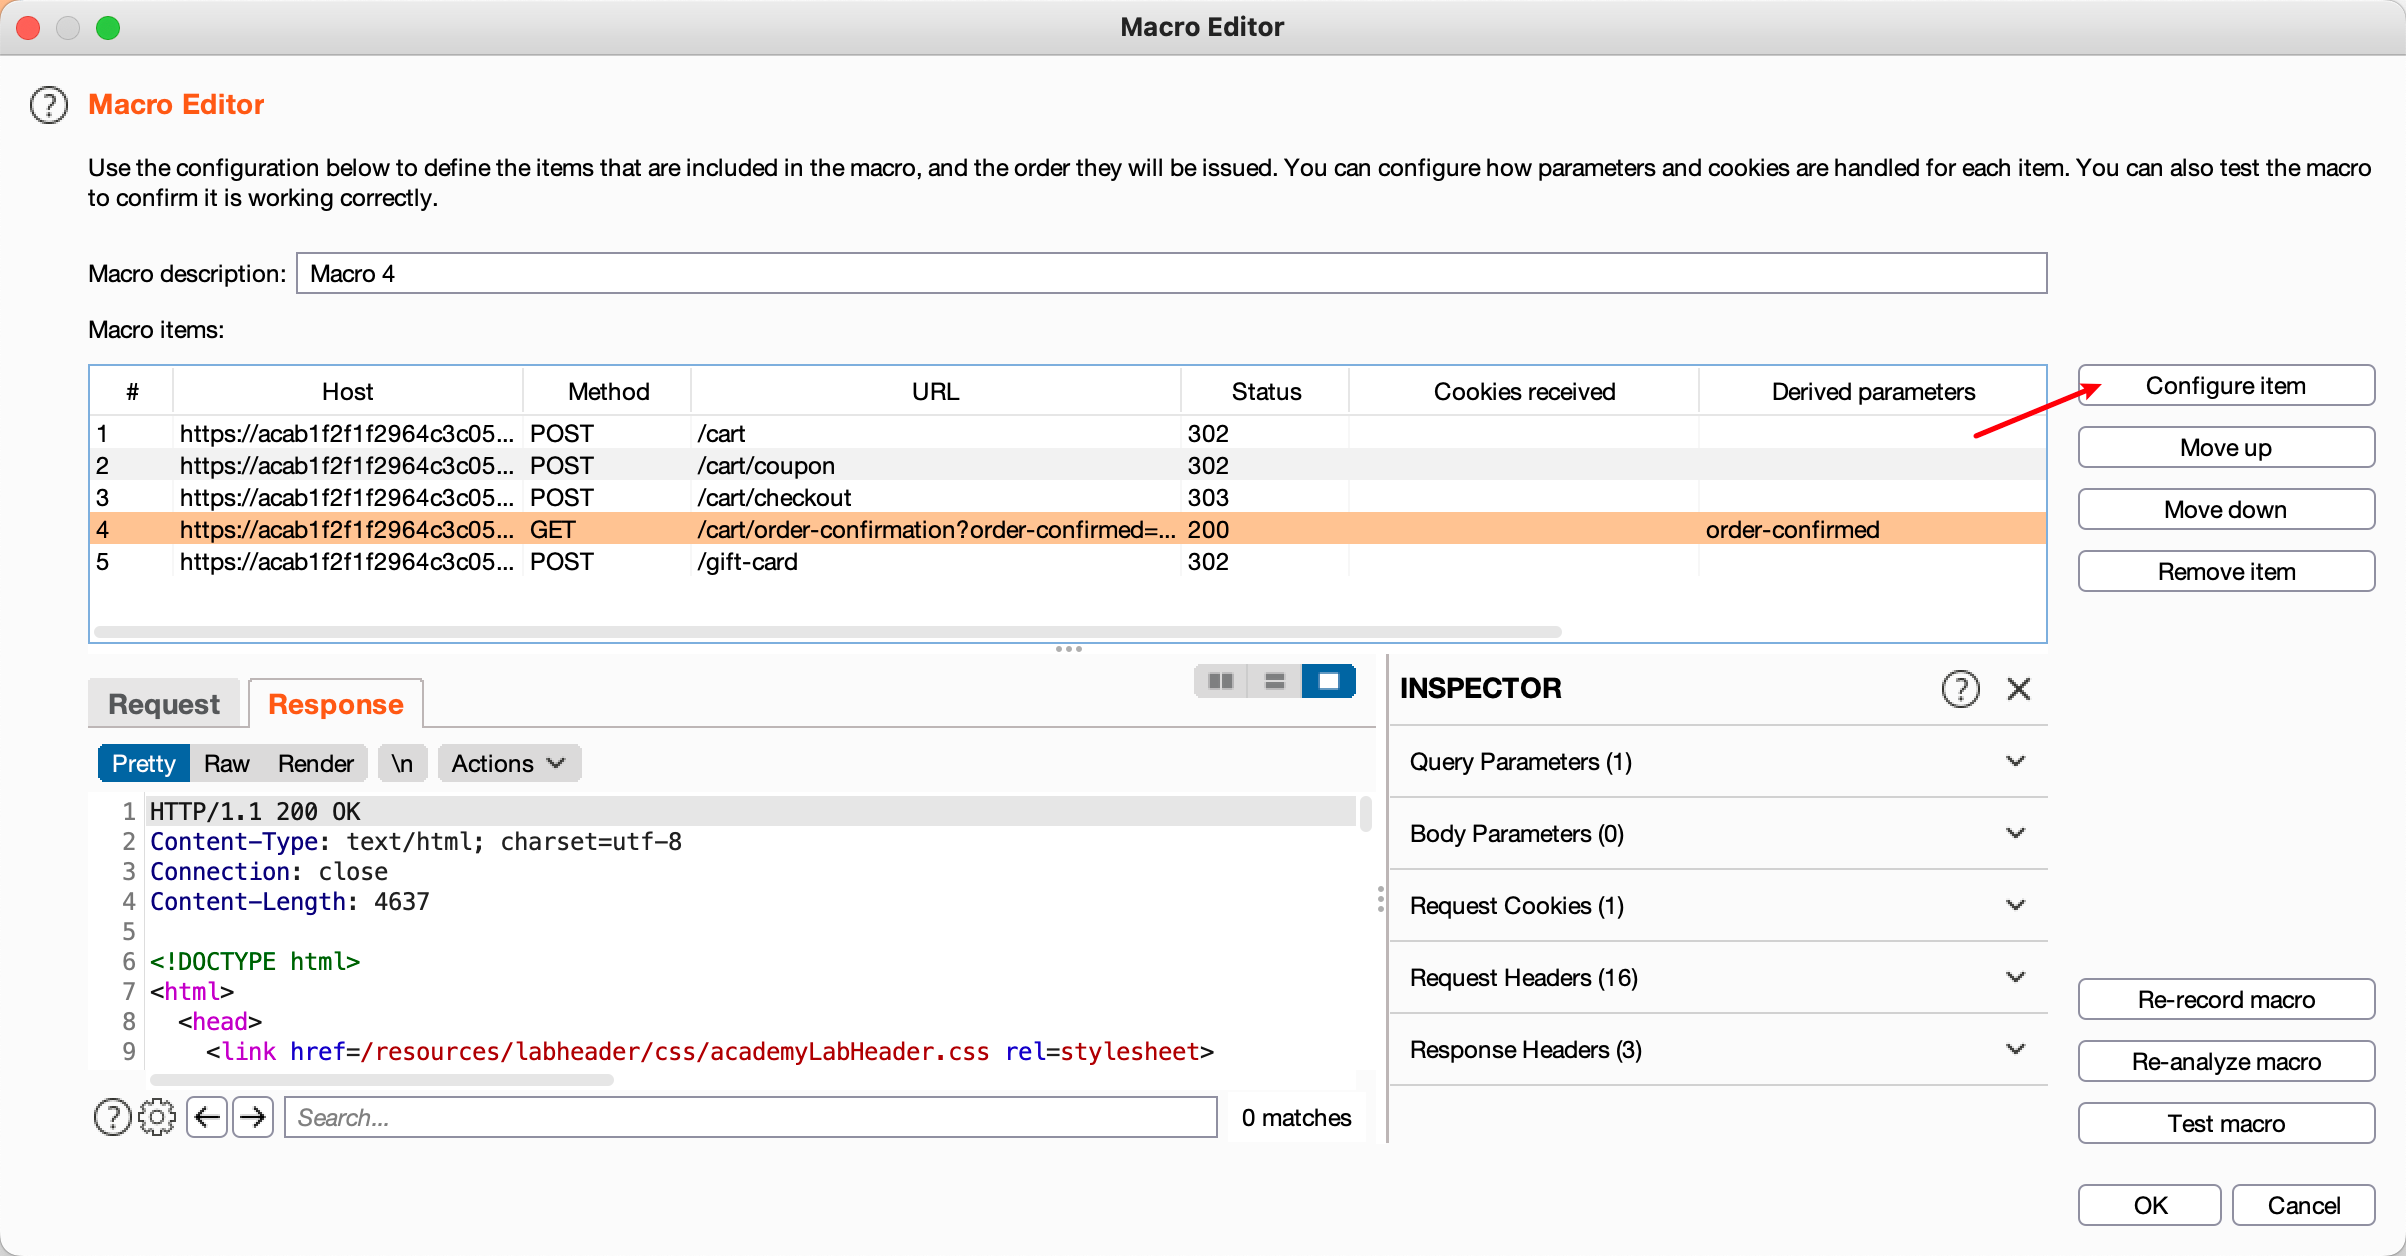 Macro Editor
? Macro Editor
Use the configuration below to define the items that are included in the macro, and the order they will be issued. You can configure how parameters and cookies are handled for each item. You can also test the macro
to confirm it is working correctly.
Macro description: Macro 4
Macro items:
# Host Method URL Status Cookies received Derived parameters
1 https://acab1f2f1f2964c3c05... POST /cart 302
2 https://acab1f2f1f2964c3c05... POST /cart/coupon 302
3 https://acab1f2f1f2964c3c05... POST /cart/checkout 303
4 https://acab1f2f1f2964c3c05... GET /cart/order-confirmation?order-confirmed=... 200 order-confirmed
5 https://acab1f2f1f2964c3c05... POST /gift-card 302
Configure item
Move up
Move down
Remove item
Request Response
Pretty Raw Render \n Actions
1 HTTP/1.1 200 OK
2 Content-Type: text/html; charset=utf-8
3 Connection: close
4 Content-Length: 4637
5
6 <!DOCTYPE html>
7 <html>
8 <head>
9 <link href=/resources/labheader/css/academyLabHeader.css rel=stylesheet>
? Search... 0 matches
INSPECTOR ?
Query Parameters (1)
Body Parameters (0)
Request Cookies (1)
Request Headers (16)
Response Headers (3)
Re-record macro
Re-analyze macro
Test macro
OK Cancel